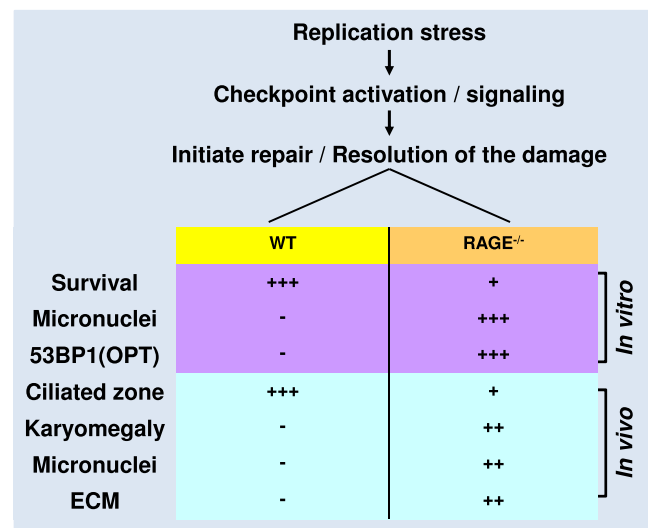 Replication stress
Checkpoint activation / signaling
Initiate repair / Resolution of the damage
WT RAGE-/-
Survival +++ +
Micronuclei - +++
53BP1(OPT) - +++
In vitro
Ciliated zone +++ +
Karyomegaly - ++
Micronuclei - ++
ECM - ++
In vivo